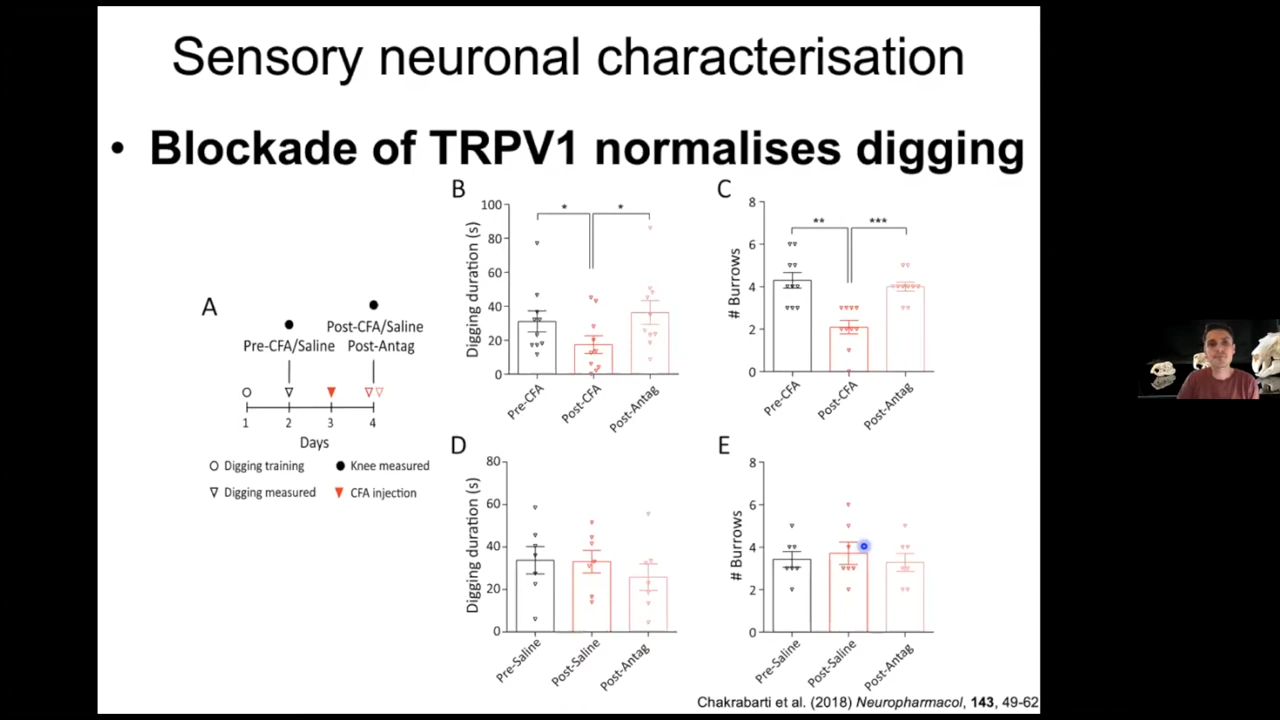 Sensory neuronal characterisation
• Blockade of TRPV1 normalises digging
A
Post-CFA/Saline
Pre-CFA/Saline Post-Antag
1 2 3 4
Days
Digging training
Knee measured
Digging measured
CFA injection
B
Digging duration (s)
100
80
60
40
20
0
* *
Pre-CFA
Post-CFA
Post-Antag
C
# Burrows
8
6
4
2
0
** ***
Pre-CFA
Post-CFA
Post-Antag
D
Digging duration (s)
80
60
40
20
0
Pre-Saline
Post-Saline
Post-Antag
E
# Burrows
8
6
4
2
0
Pre-Saline
Post-Saline
Post-Antag
Chakrabarti et al. (2018) Neuropharmacol, 143, 49-62